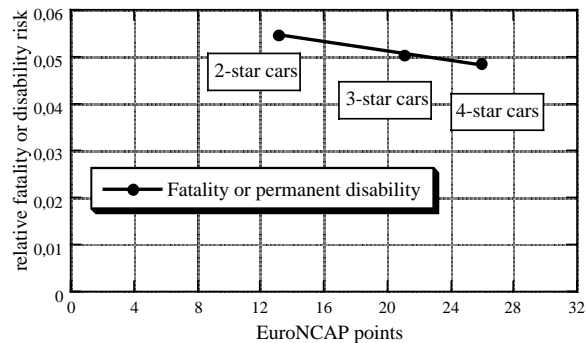 relative fatality or disability risk
0,06
0,05
0,04
0,03
0,02
0,01
0
2-star cars
3-star cars
4-star cars
Fatality or permanent disability
0 4 8 12 16 20 24 28 32
EuroNCAP points